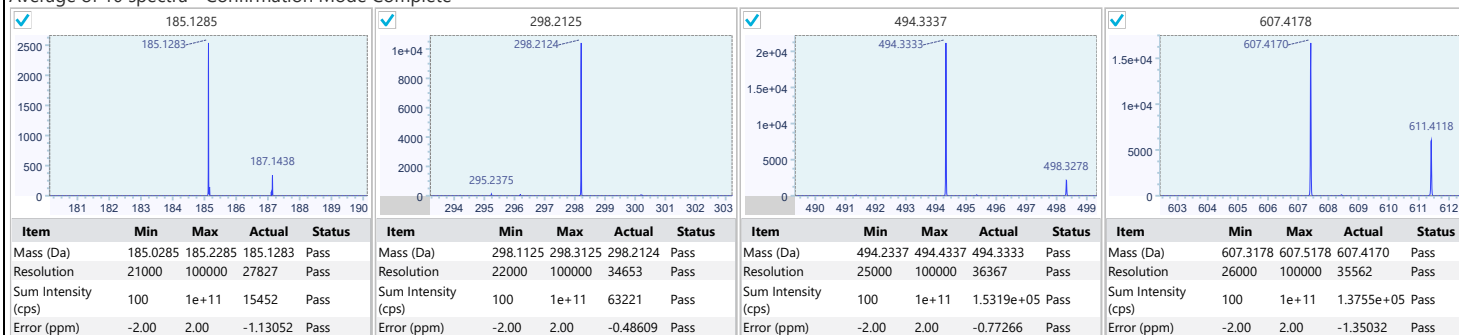 Average of 10 spectra - Confirmation Mode Complete
185.1285
298.2125
494.3337
607.4178
2500
2000
1500
1000
500
0
185.1283
187.1438
181 182 183 184 185 186 187 188 189 190
1e+04
8000
6000
4000
2000
0
298.2124
295.2375
294 295 296 297 298 299 300 301 302 303
2e+04
1.5e+04
1e+04
5000
0
494.3333
498.3278
490 491 492 493 494 495 496 497 498 499
1.5e+04
1e+04
5000
0
607.4170
611.4118
603 604 605 606 607 608 609 610 611 612
Item Min Max Actual Status
Mass (Da) 185.0285 185.2285 185.1283 Pass
Resolution 21000 100000 27827 Pass
Sum Intensity
(cps) 100 1e+11 15452 Pass
Error (ppm) -2.00 2.00 -1.13052 Pass
Item Min Max Actual Status
Mass (Da) 298.1125 298.3125 298.2124 Pass
Resolution 22000 100000 34653 Pass
Sum Intensity
(cps) 100 1e+11 63221 Pass
Error (ppm) -2.00 2.00 -0.48609 Pass
Item Min Max Actual Status
Mass (Da) 494.2337 494.4337 494.3333 Pass
Resolution 25000 100000 36367 Pass
Sum Intensity
(cps) 100 1e+11 1.5319e+05 Pass
Error (ppm) -2.00 2.00 -0.77266 Pass
Item Min Max Actual Status
Mass (Da) 607.3178 607.5178 607.4170 Pass
Resolution 26000 100000 35562 Pass
Sum Intensity
(cps) 100 1e+11 1.3755e+05 Pass
Error (ppm) -2.00 2.00 -1.35032 Pass